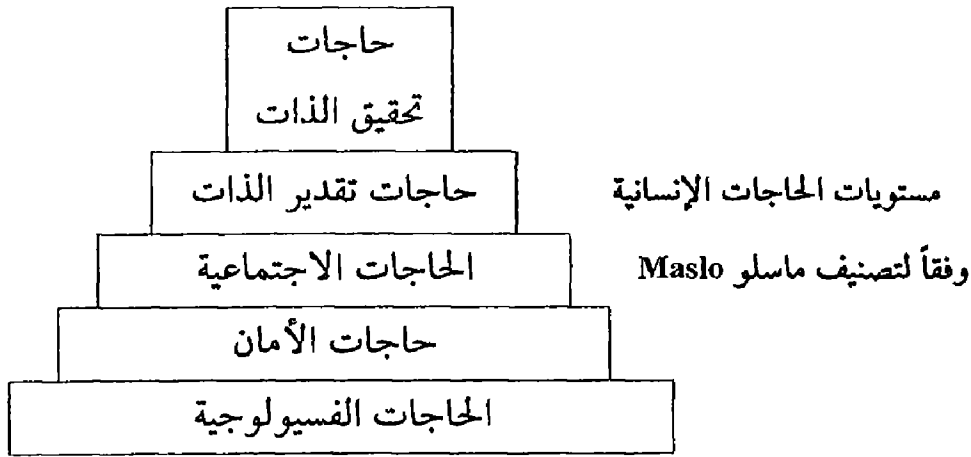 حاجات
تحقيق الذات
حاجات تقدير الذات
مستويات الحاجات الإنسانية
الحاجات الاجتماعية
وفقاً لتصنيف ماسلو Maslo
حاجات الأمان
الحاجات الفسيولوجية